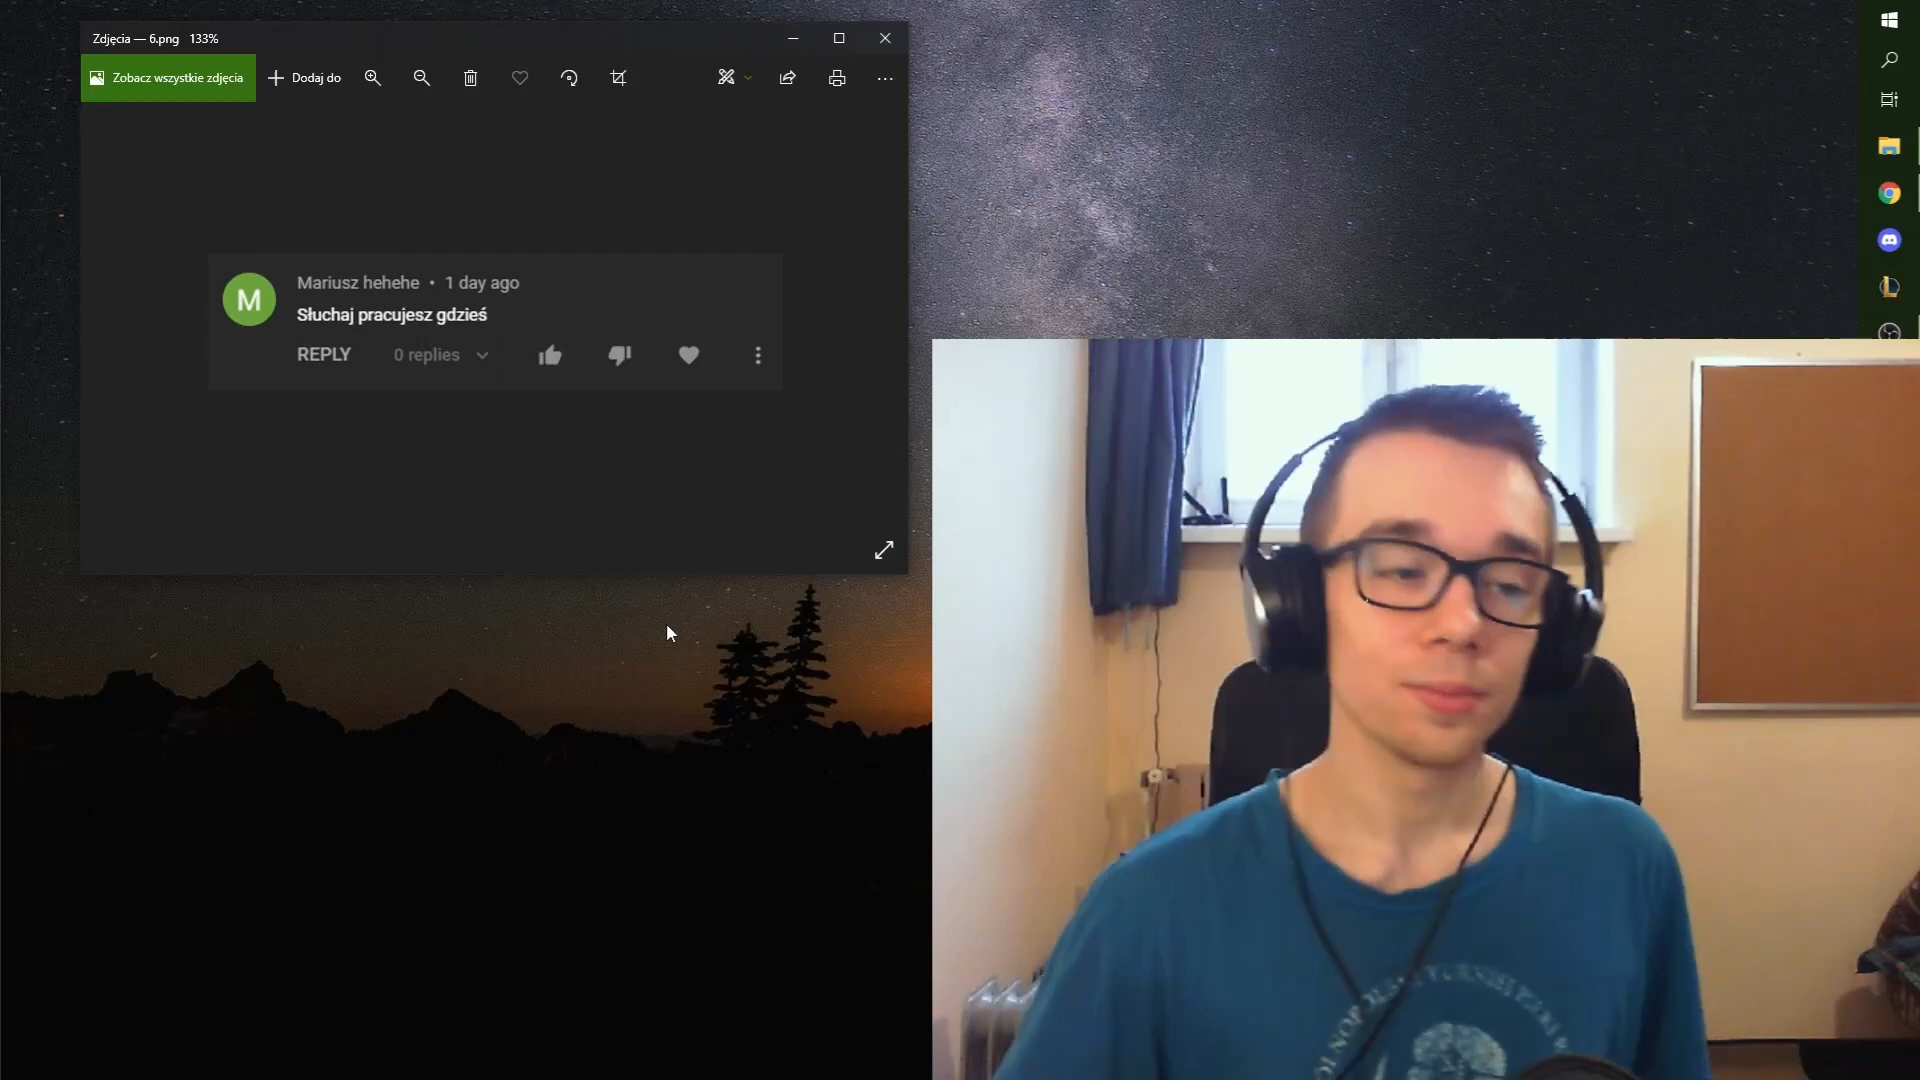 Zdjęcia — 6.png 133%
Zobacz wszystkie zdjęcia
Dodaj do
M
Mariusz hehehe • 1 day ago
Słuchaj pracujesz gdzieś
REPLY 0 replies